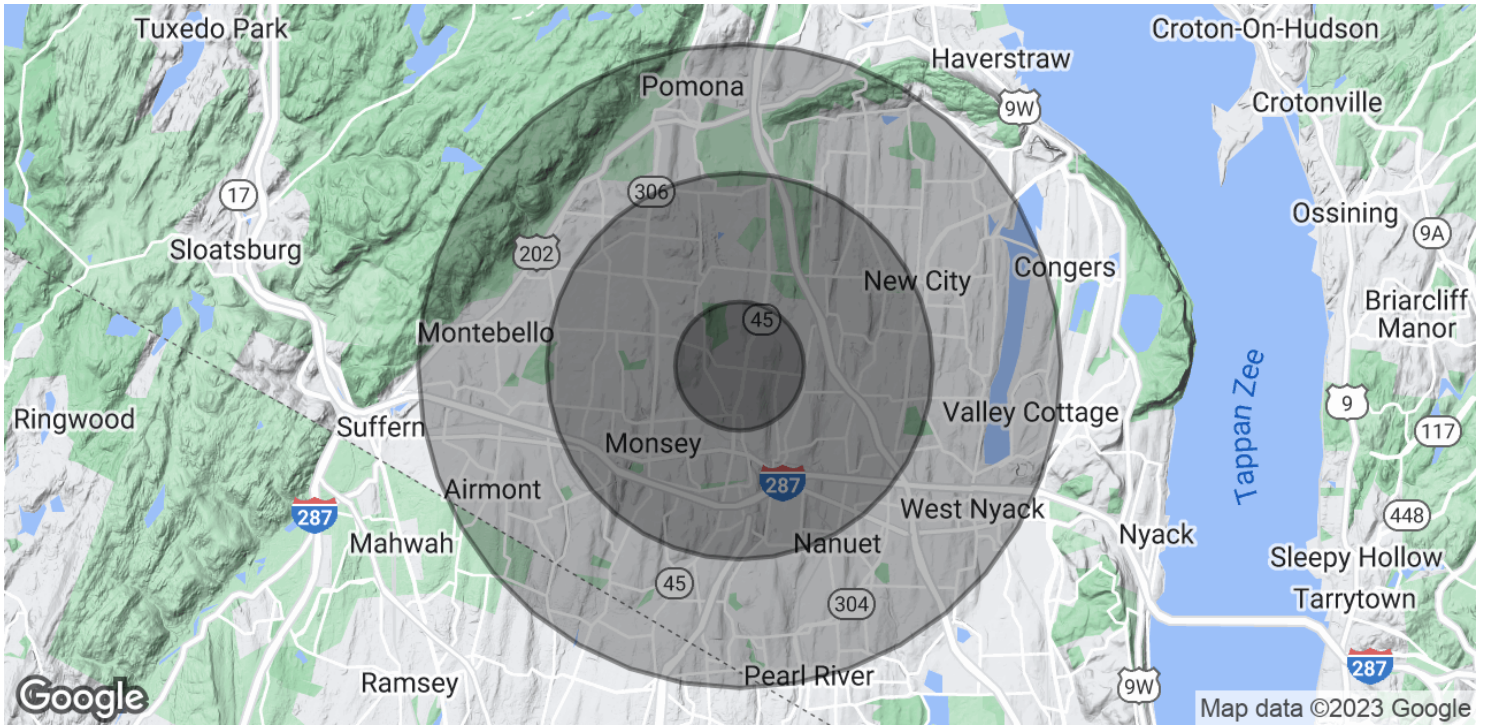 Tuxedo Park
Croton-On-Hudson
Haverstraw
Pomona
9W
Crotonville
306
17
Ossining
9A
Sloatsburg
202
Congers
New City
Briarcliff
Manor
45
Montebello
Tappan Zee
9
Ringwood
Valley Cottage
Suffern
117
Monsey
287
Airmont
West Nyack
287
448
Nyack
Mahwah
Nanuet
Sleepy Hollow
45
Tarrytown
304
Pearl River
287
Ramsey
9W
Google
Map data ©2023 Google